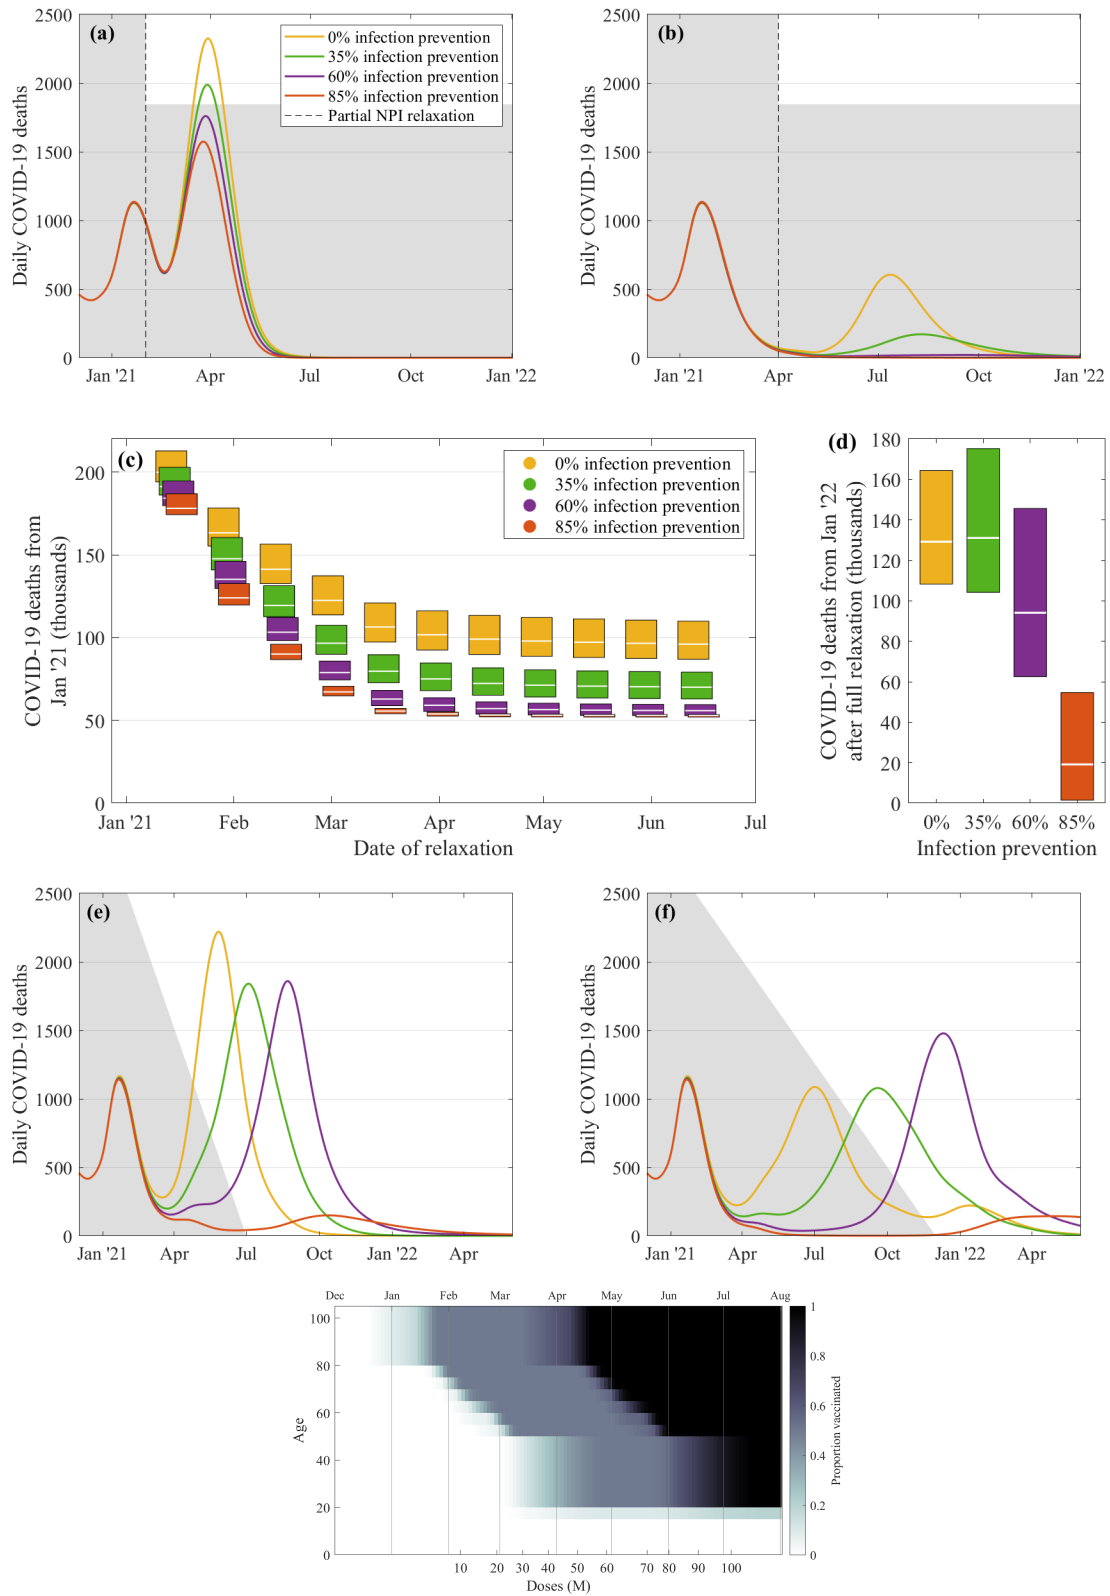 (a)
2500
2000
1500
1000
500
0
Daily COVID-19 deaths
0% infection prevention
35% infection prevention
60% infection prevention
85% infection prevention
Partial NPI relaxation
Jan '21
Apr
Jul
Oct
Jan '22
(b)
2500
2000
1500
1000
500
0
Daily COVID-19 deaths
Jan '21
Apr
Jul
Oct
Jan '22
(c)
200
150
100
50
0
COVID-19 deaths from
Jan '21 (thousands)
0% infection prevention
35% infection prevention
60% infection prevention
85% infection prevention
Jan '21
Feb
Mar
Apr
May
Jun
Jul
Date of relaxation
(d)
180
160
140
120
100
80
60
40
20
0
COVID-19 deaths from Jan '22
after full relaxation (thousands)
0%
35%
60%
85%
Infection prevention
(e)
2500
2000
1500
1000
500
0
Daily COVID-19 deaths
Jan '21
Apr
Jul
Oct
Jan '22
Apr
(f)
2500
2000
1500
1000
500
0
Daily COVID-19 deaths
Jan '21
Apr
Jul
Oct
Jan '22
Apr
Dec
Jan
Feb
Mar
Apr
May
Jun
Jul
Aug
100
80
60
40
20
0
Age
10
20
30
40
50
60
70
80
90
100
Doses (M)
1
0.8
0.6
0.4
0.2
0
Proportion vaccinated